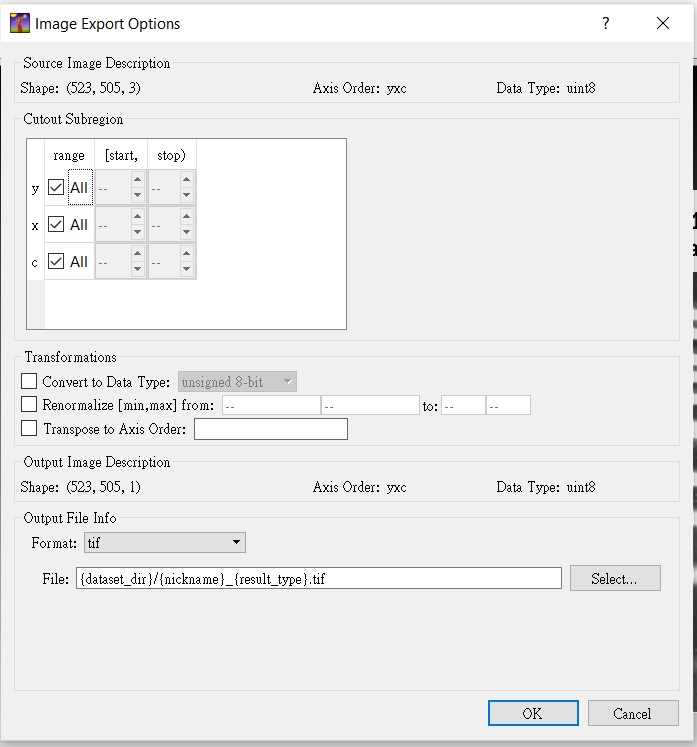 Image Export Options ?
Source Image Description
Shape: (523, 505, 3) Axis Order: yxc Data Type: uint8
Cutout Subregion
range [start, stop)
y All -- --
x All -- --
c All -- --
Transformations
Convert to Data Type: unsigned 8-bit
Renormalize [min,max] from: -- -- to: -- --
Transpose to Axis Order:
Output Image Description
Shape: (523, 505, 1) Axis Order: yxc Data Type: uint8
Output File Info
Format: tif
File: {dataset_dir}/{nickname}_{result_type}.tif Select...
OK Cancel